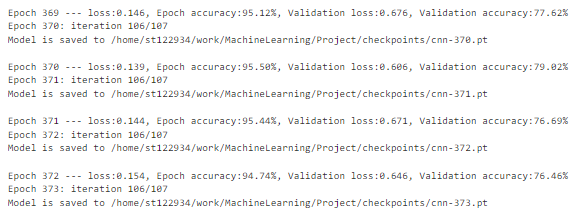 Epoch 369 --- loss:0.146, Epoch accuracy:95.12%, Validation loss:0.676, Validation accuracy:77.62%
Epoch 370: iteration 106/107
Model is saved to /home/st122934/work/MachineLearning/Project/checkpoints/cnn-370.pt
Epoch 370 --- loss:0.139, Epoch accuracy:95.50%, Validation loss:0.606, Validation accuracy:79.02%
Epoch 371: iteration 106/107
Model is saved to /home/st122934/work/MachineLearning/Project/checkpoints/cnn-371.pt
Epoch 371 --- loss:0.144, Epoch accuracy:95.44%, Validation loss:0.671, Validation accuracy:76.69%
Epoch 372: iteration 106/107
Model is saved to /home/st122934/work/MachineLearning/Project/checkpoints/cnn-372.pt
Epoch 372 --- loss:0.154, Epoch accuracy:94.74%, Validation loss:0.646, Validation accuracy:76.46%
Epoch 373: iteration 106/107
Model is saved to /home/st122934/work/MachineLearning/Project/checkpoints/cnn-373.pt